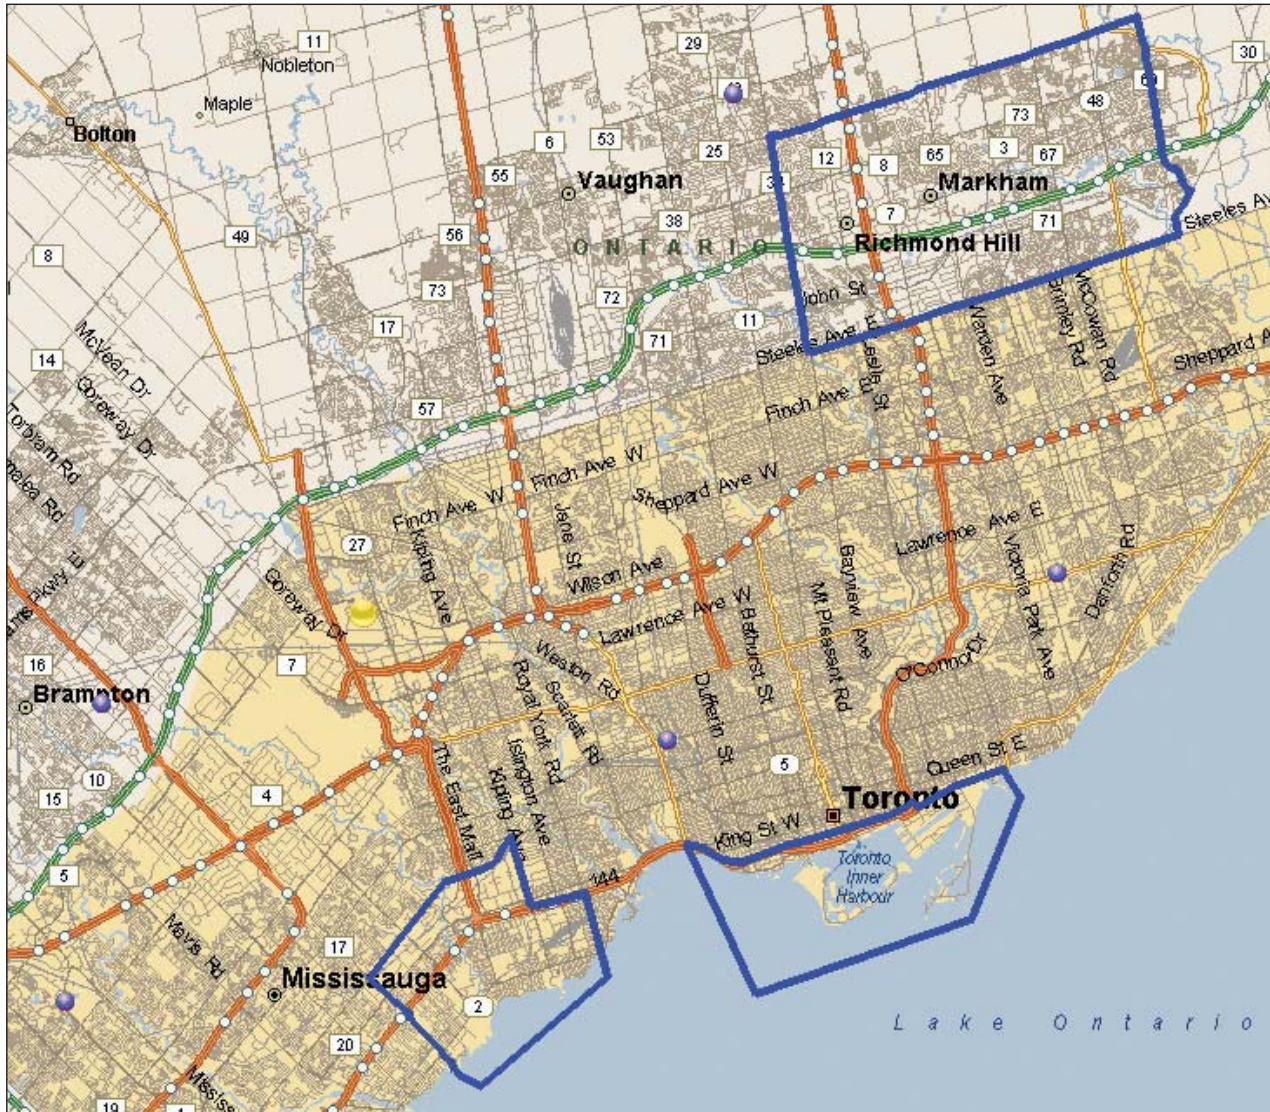 11
Nobleton
29
30
Maple
Bolton
48
73
6
53
25
12
8
65
3
67
55
Vaughan
Markham
49
38
7
71
Steeles Av
56
ONTARIO
Richmond Hill
8
73
72
John St
17
11
McCowan Rd
Brimley Rd
14
McVean Dr
71
Steeles Ave E
Warden Ave
Sheppard A
Goreway Dr
Leslie St
57
Finch Ave
Torbram Rd
Finch Ave W
Finch Ave W
Sheppard Ave W
Jane St
Lawrence Ave E
27
Kipling Ave
Wilson Ave
Bayview Ave
Victoria Park Ave
Danforth Rd
Goreway Dr
Lawrence Ave W
Bathurst St
Mt Pleasant Rd
16
7
Weston Rd
O'Connor Dr
Brampton
Royal York Rd
Scarlett Rd
Dufferin St
Islington Ave
10
5
Queen St E
15
4
The East Mall
Kipling Ave
Toronto
King St W
5
Toronto
Inner
Harbour
144
Mavis Rd
17
Mississauga
2
Lake Ontario
20
Mississ
19